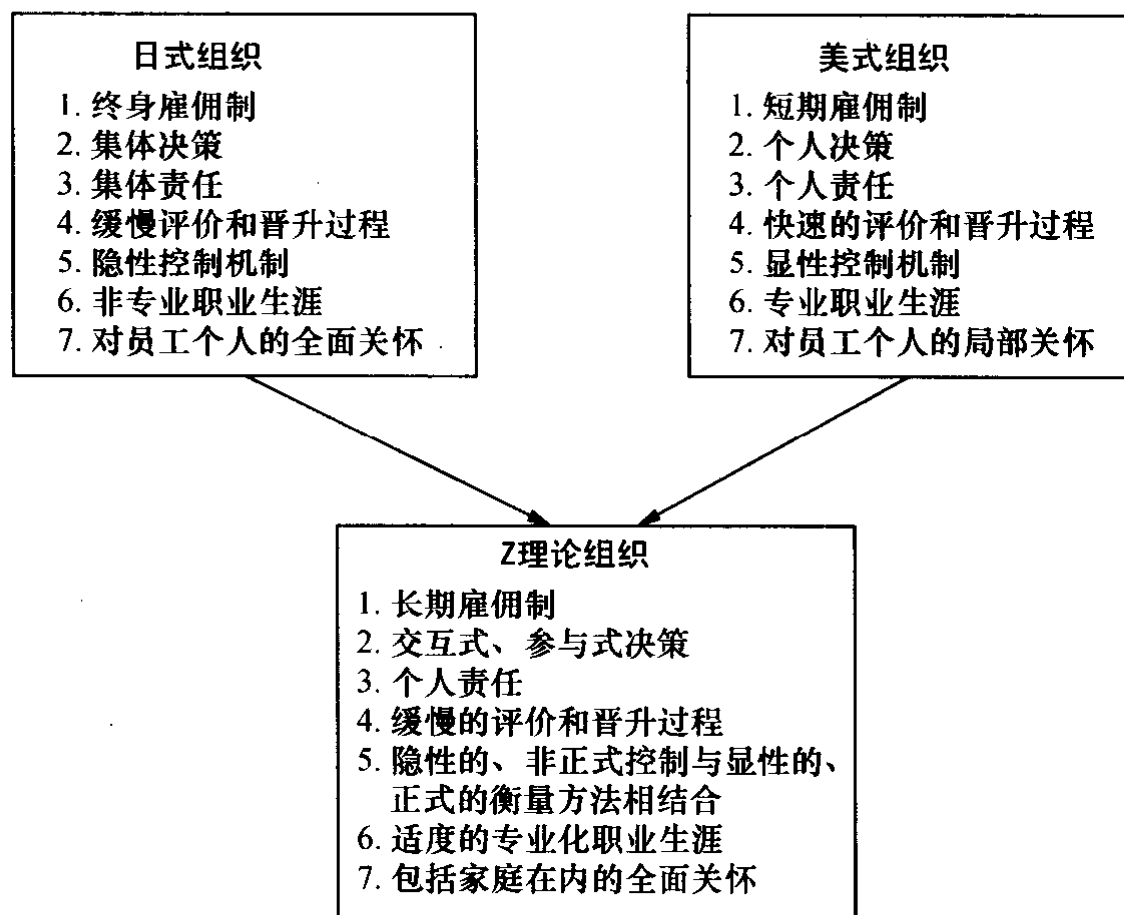 日式组织
1. 终身雇佣制
2. 集体决策
3. 集体责任
4. 缓慢评价和晋升过程
5. 隐性控制机制
6. 非专业职业生涯
7. 对员工个人的全面关怀
美式组织
1. 短期雇佣制
2. 个人决策
3. 个人责任
4. 快速的评价和晋升过程
5. 显性控制机制
6. 专业职业生涯
7. 对员工个人的局部关怀
Z理论组织
1. 长期雇佣制
2. 交互式、参与式决策
3. 个人责任
4. 缓慢的评价和晋升过程
5. 隐性的、非正式控制与显性的、
正式的衡量方法相结合
6. 适度的专业化职业生涯
7. 包括家庭在内的全面关怀